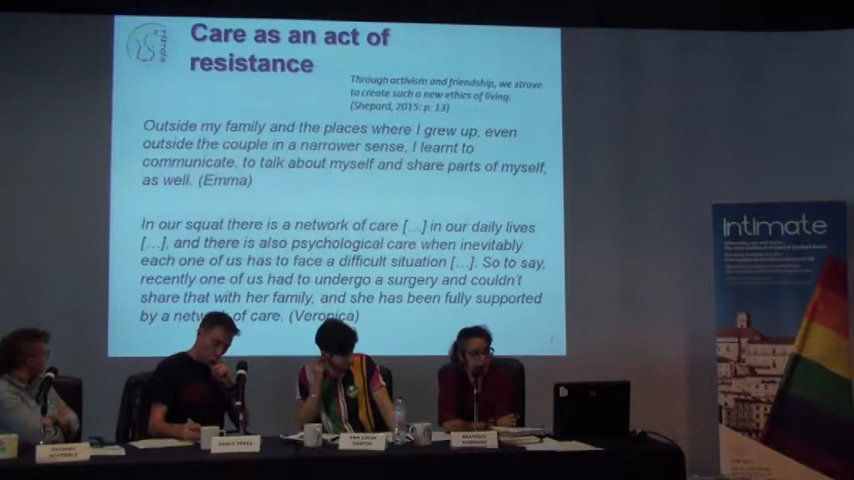 Care as an act of
resistance
Through activism and friendship, we strove
to create such a new ethics of living.
(Shepard, 2015: p. 13)
Outside my family and the places where I grew up, even
outside the couple in a narrower sense, I learnt to
communicate, to talk about myself and share parts of myself,
as well. (Emma)
In our squat there is a network of care […] in our daily lives
[…], and there is also psychological care when inevitably
each one of us has to face a difficult situation […]. So to say,
recently one of us had to undergo a surgery and couldn't
share that with her family, and she has been fully supported
by a network of care. (Veronica)
intimate